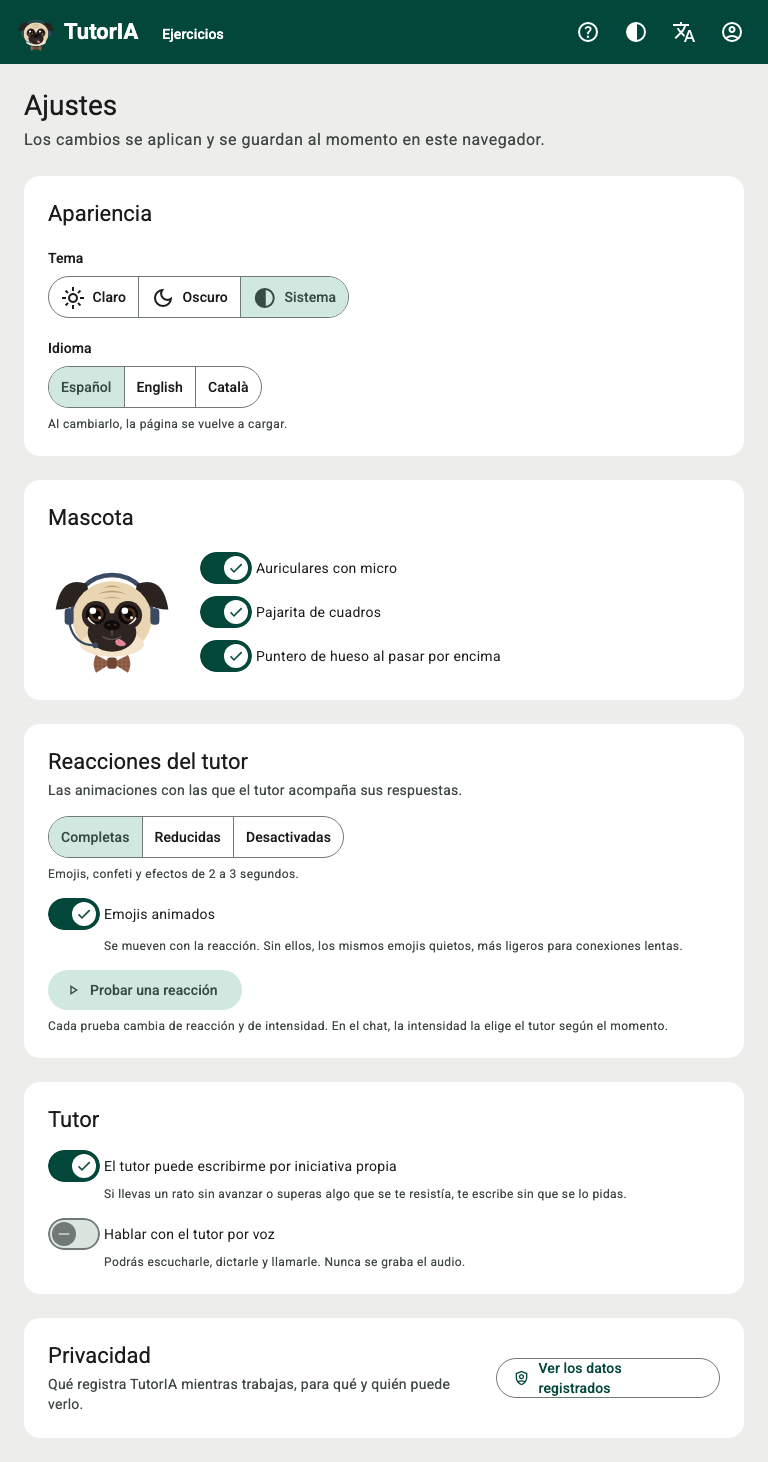 TutorIA
Ejercicios
Ajustes
Los cambios se aplican y se guardan al momento en este navegador.
Apariencia
Tema
Claro
Oscuro
Sistema
Idioma
Español
English
Català
Al cambiarlo, la página se vuelve a cargar.
Mascota
Auriculares con micro
Pajarita de cuadros
Puntero de hueso al pasar por encima
Reacciones del tutor
Las animaciones con las que el tutor acompaña sus respuestas.
Completas
Reducidas
Desactivadas
Emojis, confeti y efectos de 2 a 3 segundos.
Emojis animados
Se mueven con la reacción. Sin ellos, los mismos emojis quietos, más ligeros para conexiones lentas.
Probar una reacción
Cada prueba cambia de reacción y de intensidad. En el chat, la intensidad la elige el tutor según el momento.
Tutor
El tutor puede escribirme por iniciativa propia
Si llevas un rato sin avanzar o superas algo que se te resistía, te escribe sin que se lo pidas.
Hablar con el tutor por voz
Podrás escucharle, dictarle y llamarle. Nunca se graba el audio.
Privacidad
Qué registra TutorIA mientras trabajas, para qué y quién puede
verlo.
Ver los datos
registrados